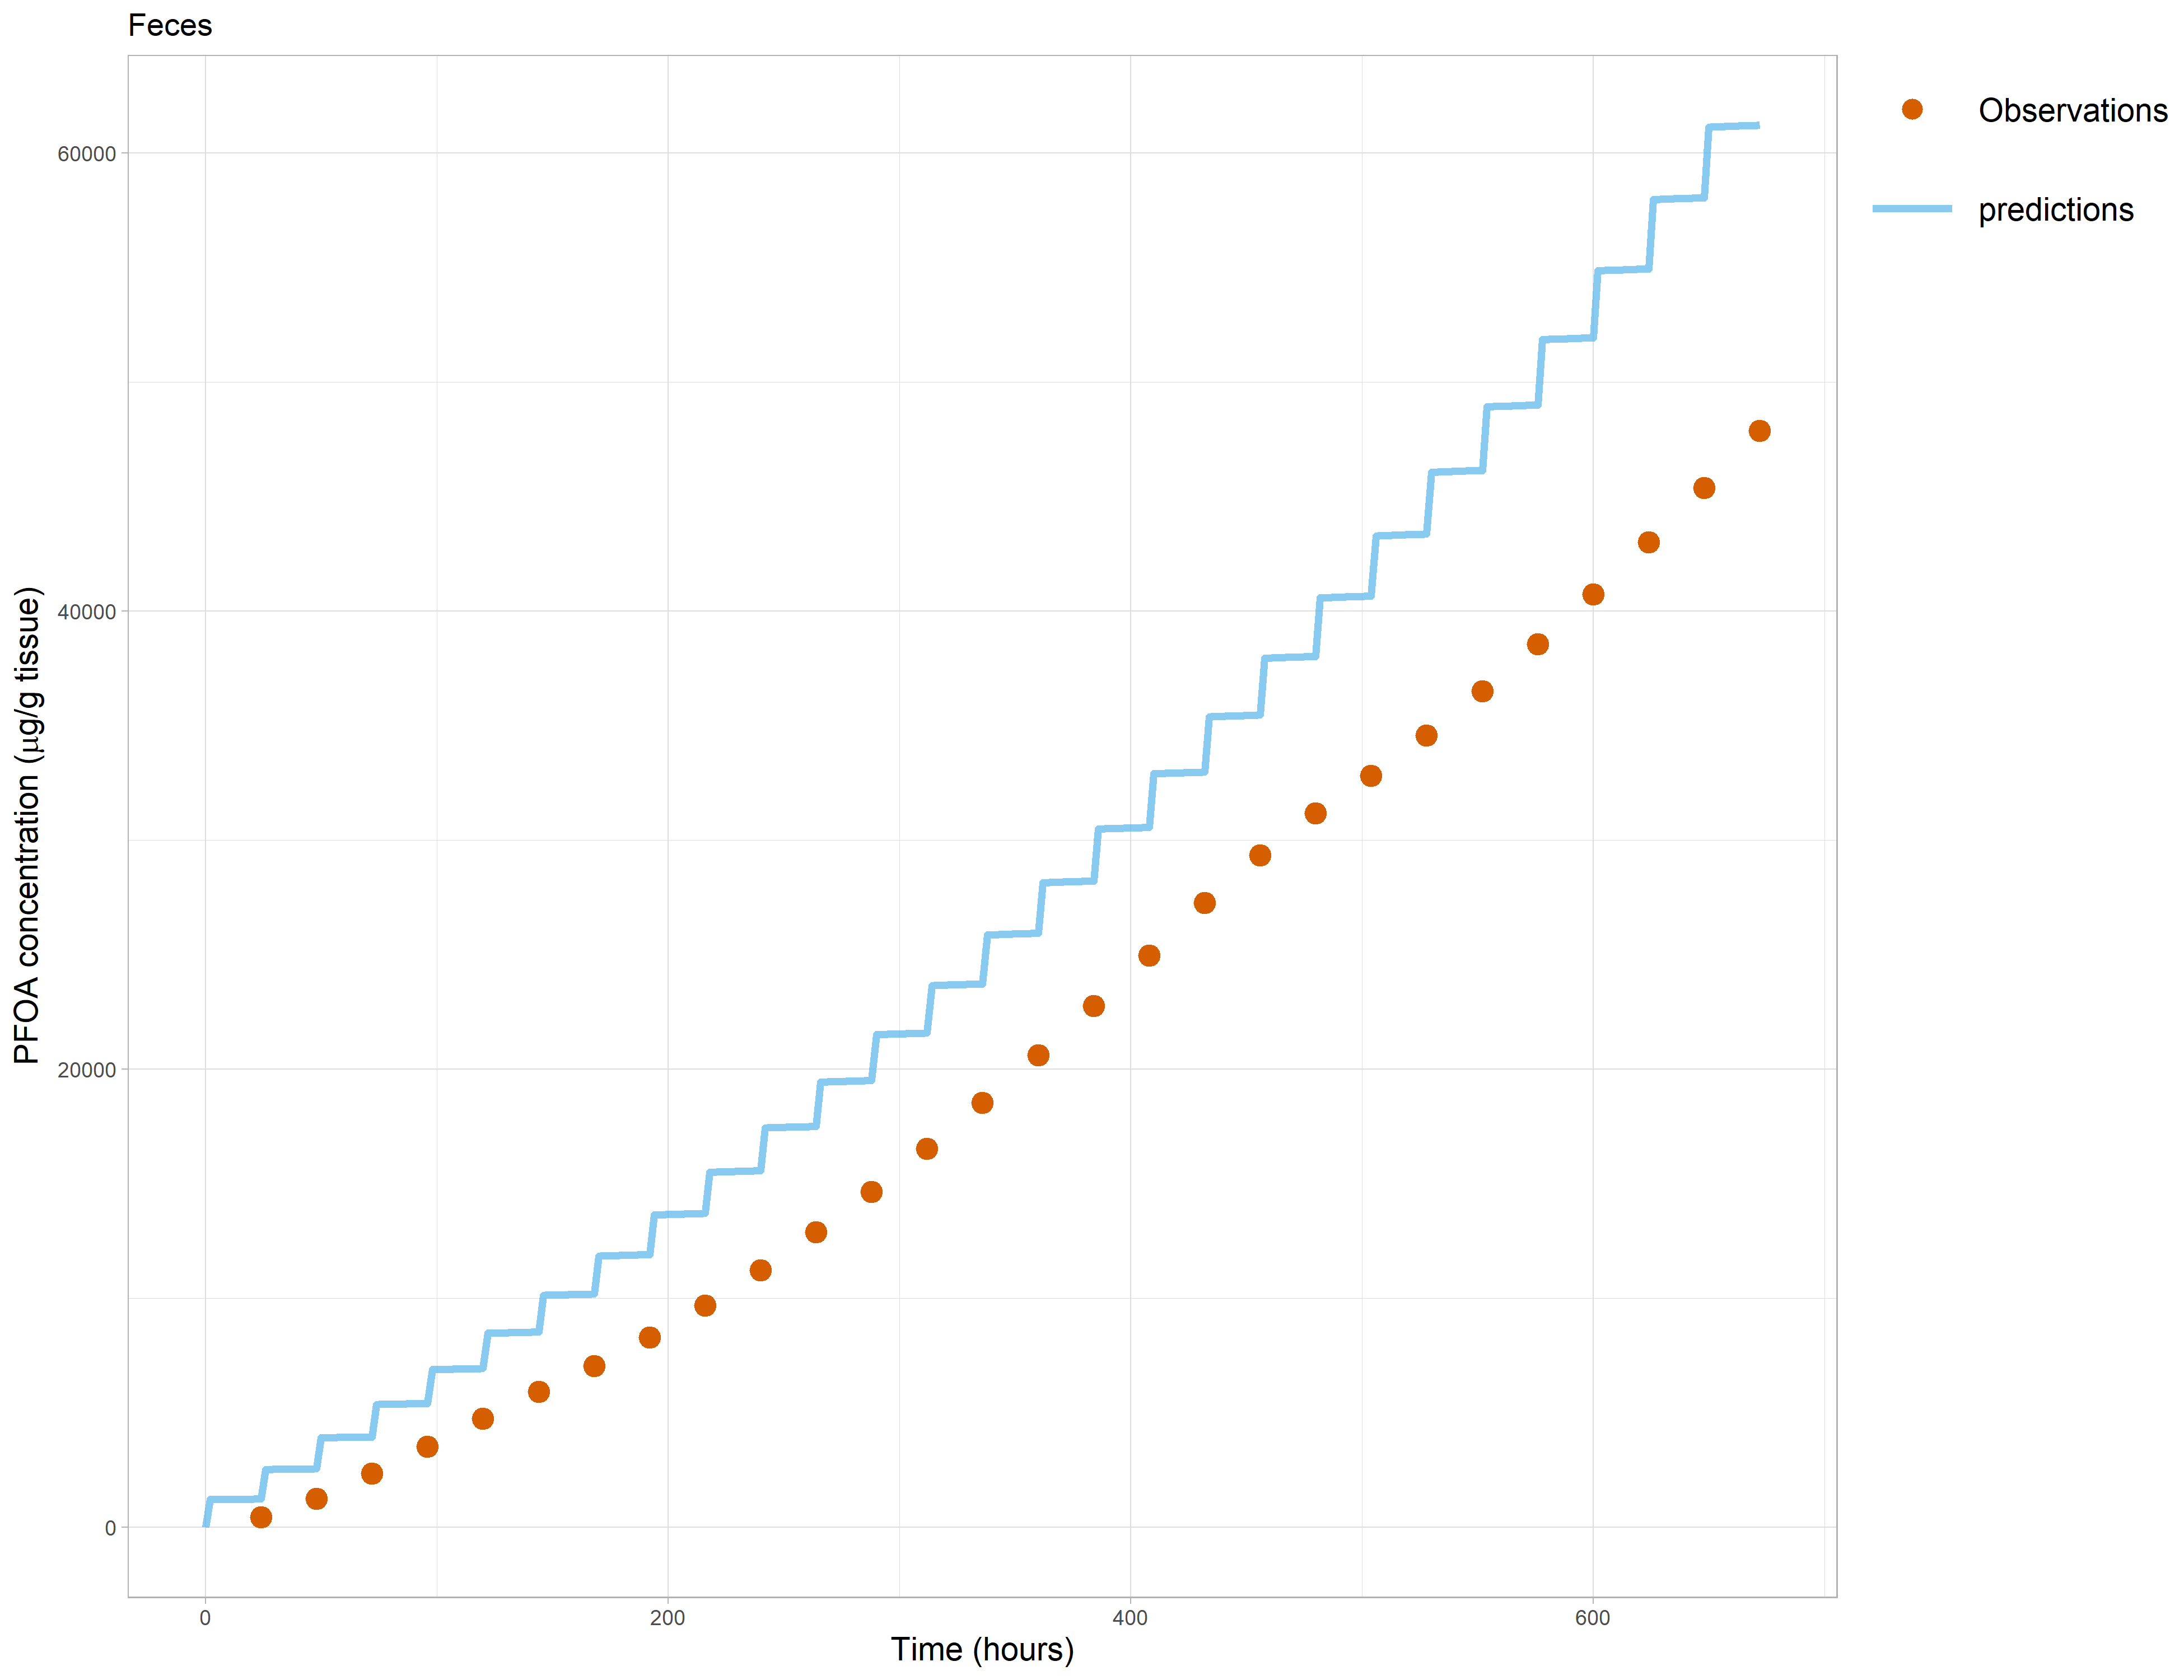 Feces
PFOA concentration (μg/g tissue)
60000
40000
20000
0
0
200
400
600
Time (hours)
Observations
predictions